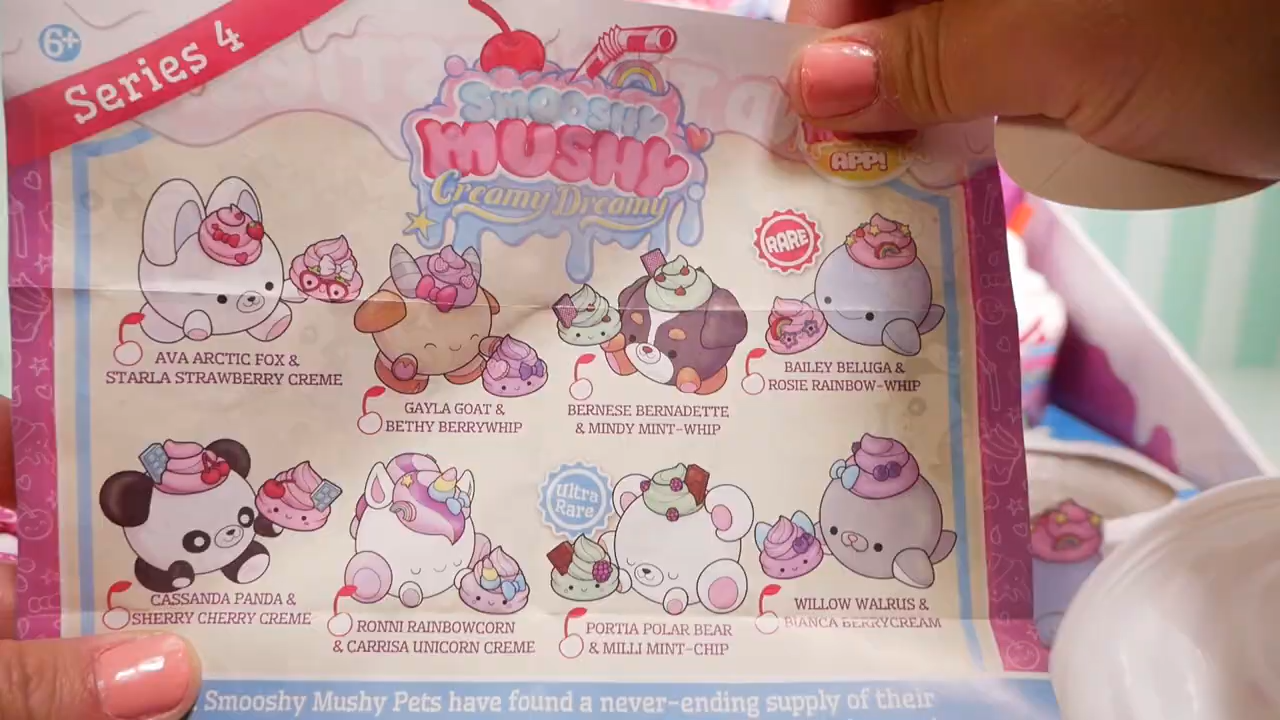 6+
Series 4
SMOOSHY
MUSHY
Creamy Dreamy
APP!
RARE
AVA ARCTIC FOX &
STARLA STRAWBERRY CREME
GAYLA GOAT &
BETHY BERRYWHIP
BERNESE BERNADETTE
& MINDY MINT-WHIP
BAILEY BELUGA &
ROSIE RAINBOW-WHIP
Ultra
Rare
CASSANDA PANDA &
SHERRY CHERRY CREME
RONNI RAINBOWCORN
& CARRISA UNICORN CREME
PORTIA POLAR BEAR
& MILLI MINT-CHIP
WILLOW WALRUS &
BIANCA BERRYCREAM
Smooshy Mushy Pets have found a never-ending supply of their